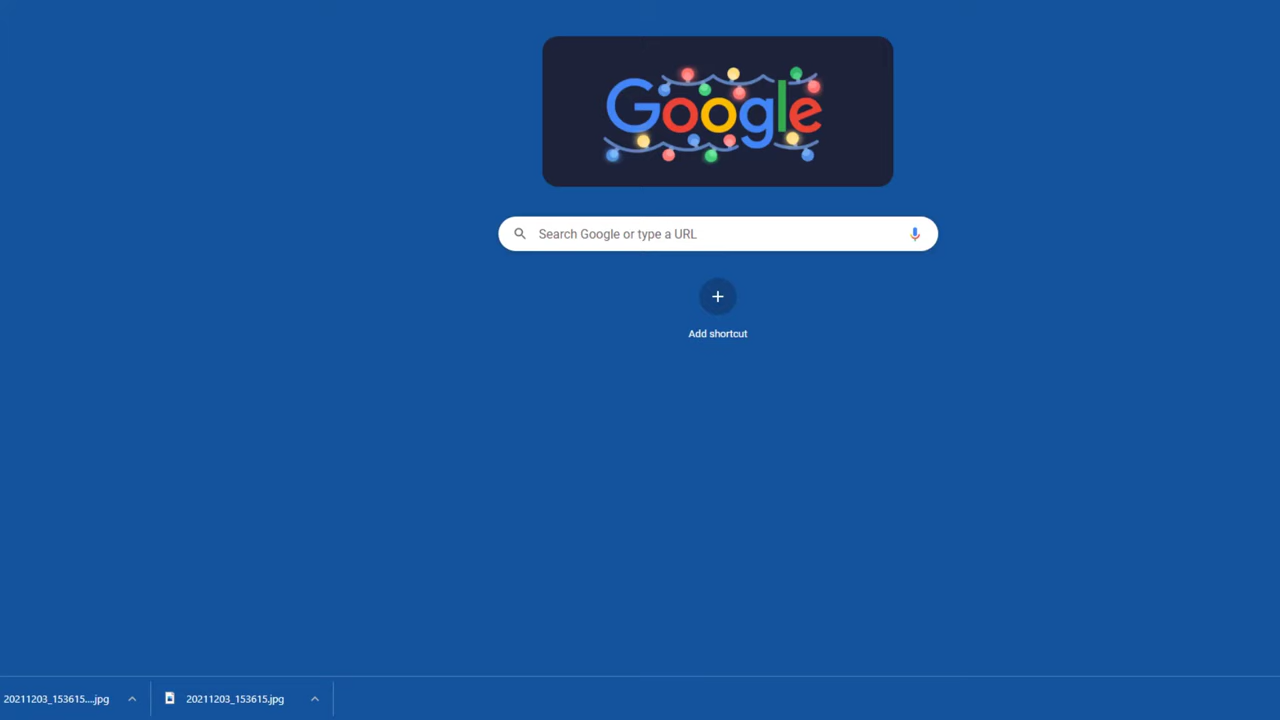 Google
Search Google or type a URL
Add shortcut
20211203_153615....jpg
20211203_153615.jpg